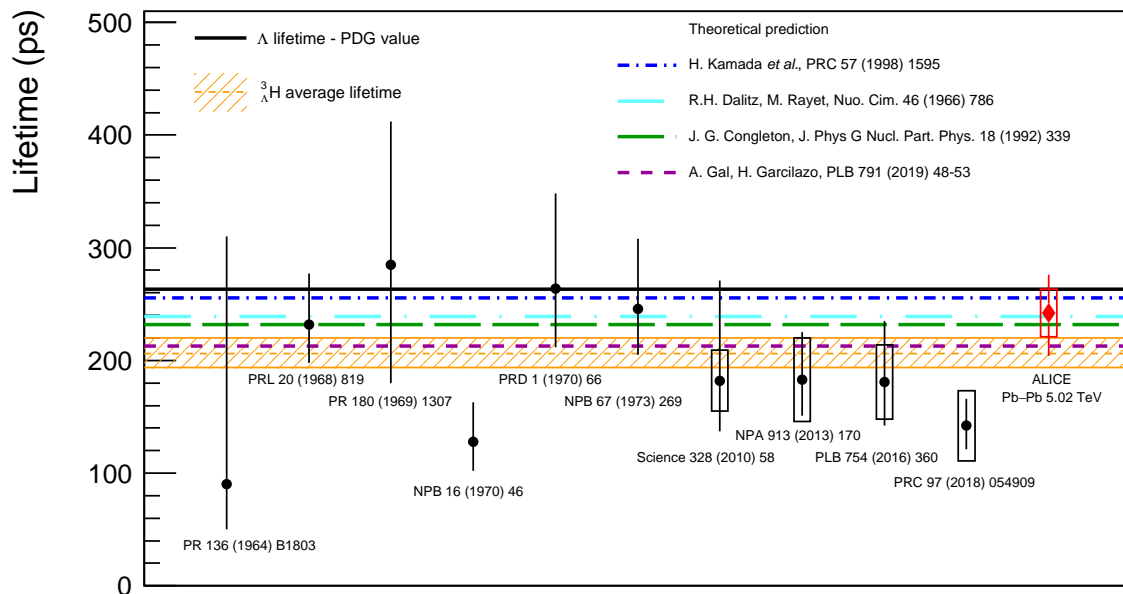 Lifetime (ps)
500
400
300
200
100
0
Λ lifetime - PDG value
³ΛH average lifetime
Theoretical prediction
H. Kamada et al., PRC 57 (1998) 1595
R.H. Dalitz, M. Rayet, Nuo. Cim. 46 (1966) 786
J. G. Congleton, J. Phys G Nucl. Part. Phys. 18 (1992) 339
A. Gal, H. Garcilazo, PLB 791 (2019) 48-53
PR 136 (1964) B1803
PRL 20 (1968) 819
PR 180 (1969) 1307
NPB 16 (1970) 46
PRD 1 (1970) 66
NPB 67 (1973) 269
Science 328 (2010) 58
NPA 913 (2013) 170
PLB 754 (2016) 360
PRC 97 (2018) 054909
ALICE
Pb–Pb 5.02 TeV